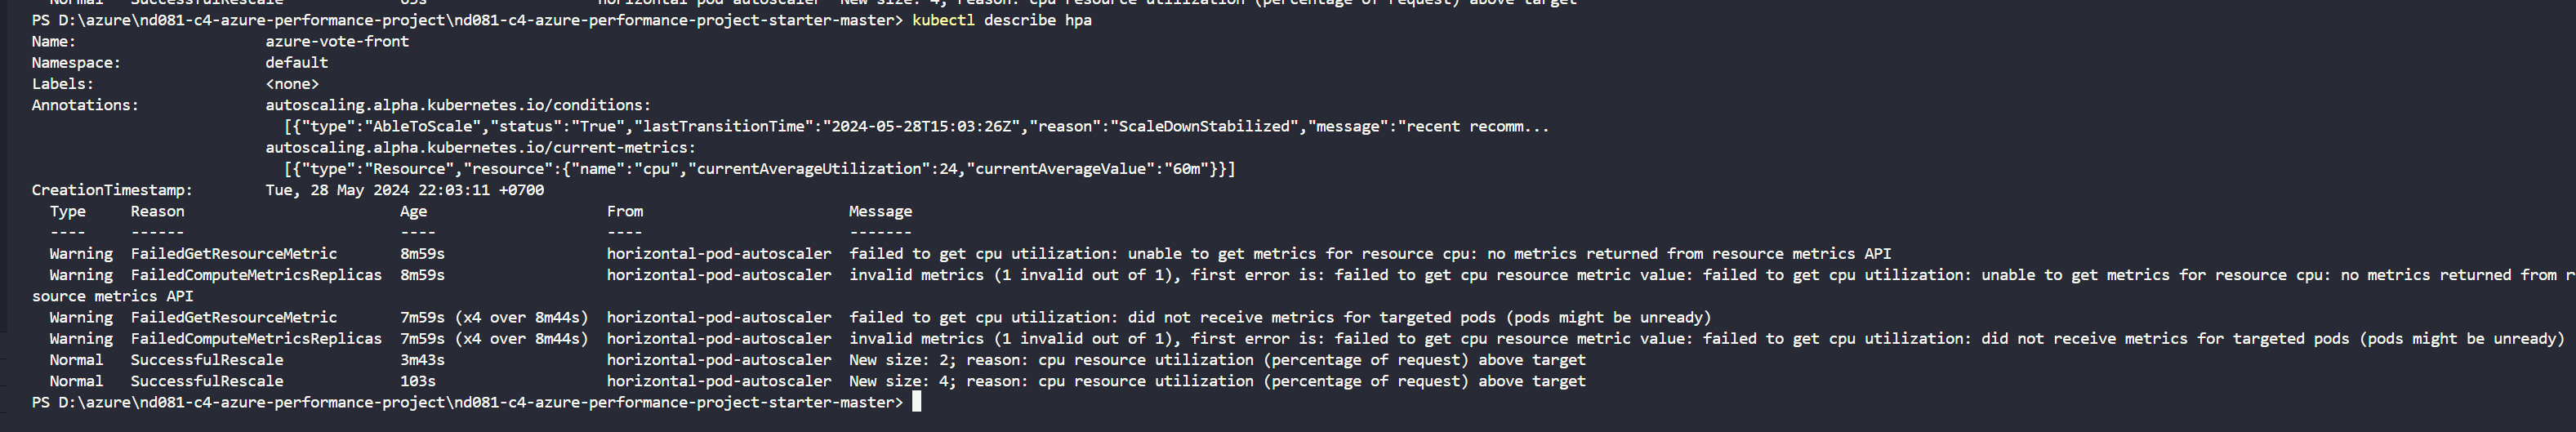 Normal SuccessfulRescale 69s horizontal-pod-autoscaler New size: 4; reason: cpu resource utilization (percentage of request) above target
PS D:\azure\nd081-c4-azure-performance-project\nd081-c4-azure-performance-project-starter-master> kubectl describe hpa
Name: azure-vote-front
Namespace: default
Labels: <none>
Annotations: autoscaling.alpha.kubernetes.io/conditions:
[{"type":"AbleToScale","status":"True","lastTransitionTime":"2024-05-28T15:03:26Z","reason":"ScaleDownStabilized","message":"recent recomm...
autoscaling.alpha.kubernetes.io/current-metrics:
[{"type":"Resource","resource":{"name":"cpu","currentAverageUtilization":24,"currentAverageValue":"60m"}}]
CreationTimestamp: Tue, 28 May 2024 22:03:11 +0700
Type Reason Age From Message
---- ------ ---- ---- -------
Warning FailedGetResourceMetric 8m59s horizontal-pod-autoscaler failed to get cpu utilization: unable to get metrics for resource cpu: no metrics returned from resource metrics API
Warning FailedComputeMetricsReplicas 8m59s horizontal-pod-autoscaler invalid metrics (1 invalid out of 1), first error is: failed to get cpu resource metric value: failed to get cpu utilization: unable to get metrics for resource cpu: no metrics returned from r
source metrics API
Warning FailedGetResourceMetric 7m59s (x4 over 8m44s) horizontal-pod-autoscaler failed to get cpu utilization: did not receive metrics for targeted pods (pods might be unready)
Warning FailedComputeMetricsReplicas 7m59s (x4 over 8m44s) horizontal-pod-autoscaler invalid metrics (1 invalid out of 1), first error is: failed to get cpu resource metric value: failed to get cpu utilization: did not receive metrics for targeted pods (pods might be unready)
Normal SuccessfulRescale 3m43s horizontal-pod-autoscaler New size: 2; reason: cpu resource utilization (percentage of request) above target
Normal SuccessfulRescale 103s horizontal-pod-autoscaler New size: 4; reason: cpu resource utilization (percentage of request) above target
PS D:\azure\nd081-c4-azure-performance-project\nd081-c4-azure-performance-project-starter-master>